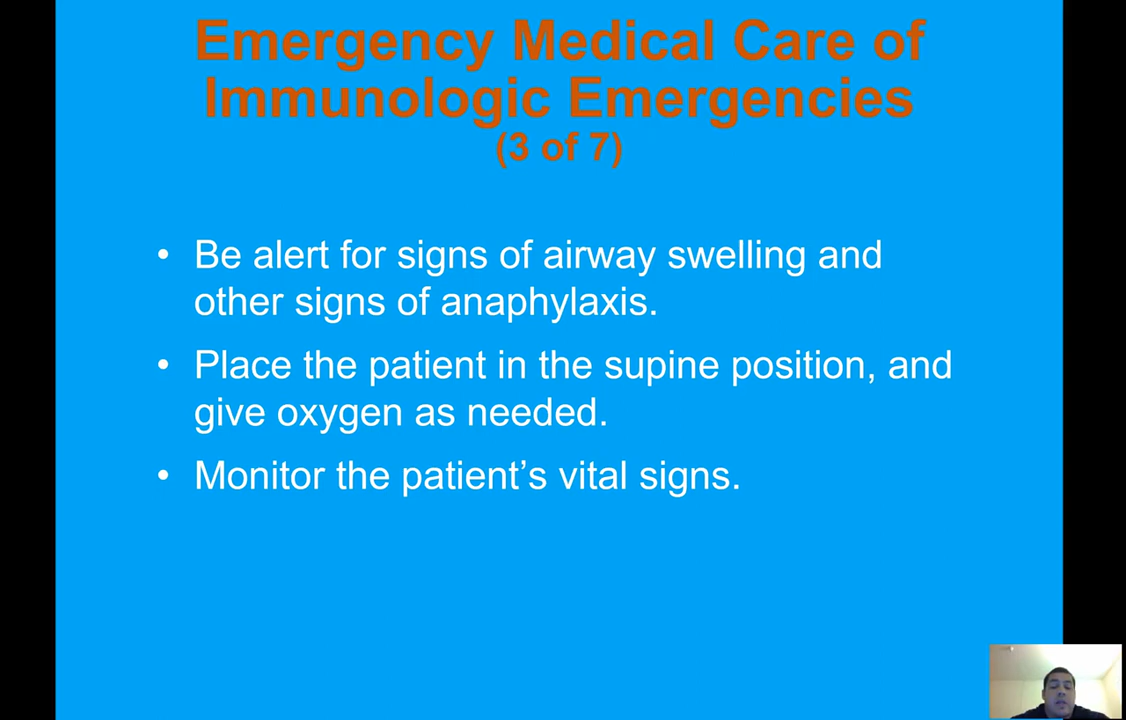 Emergency Medical Care of
Immunologic Emergencies
(3 of 7)
• Be alert for signs of airway swelling and
other signs of anaphylaxis.
• Place the patient in the supine position, and
give oxygen as needed.
• Monitor the patient’s vital signs.